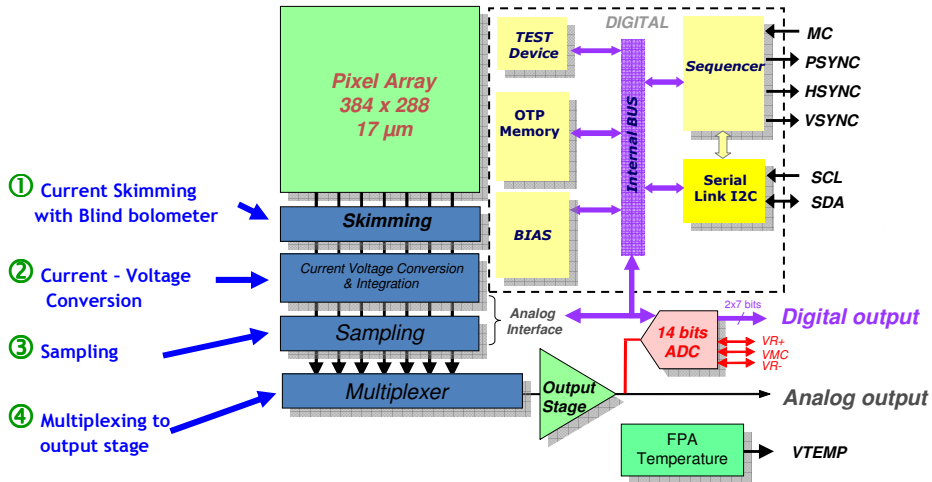 Pixel Array
384 x 288
17 µm
① Current Skimming
with Blind bolometer
Skimming
② Current - Voltage
Conversion
Current Voltage Conversion
& Integration
③ Sampling
Sampling
④ Multiplexing to
output stage
Multiplexer
Analog
Interface
Output
Stage
DIGITAL
TEST
Device
OTP
Memory
BIAS
Internal BUS
Sequencer
Serial
Link I2C
MC
PSYNC
HSYNC
VSYNC
SCL
SDA
14 bits
ADC
2x7 bits
Digital output
VR+
VMC
VR-
Analog output
FPA
Temperature
VTEMP